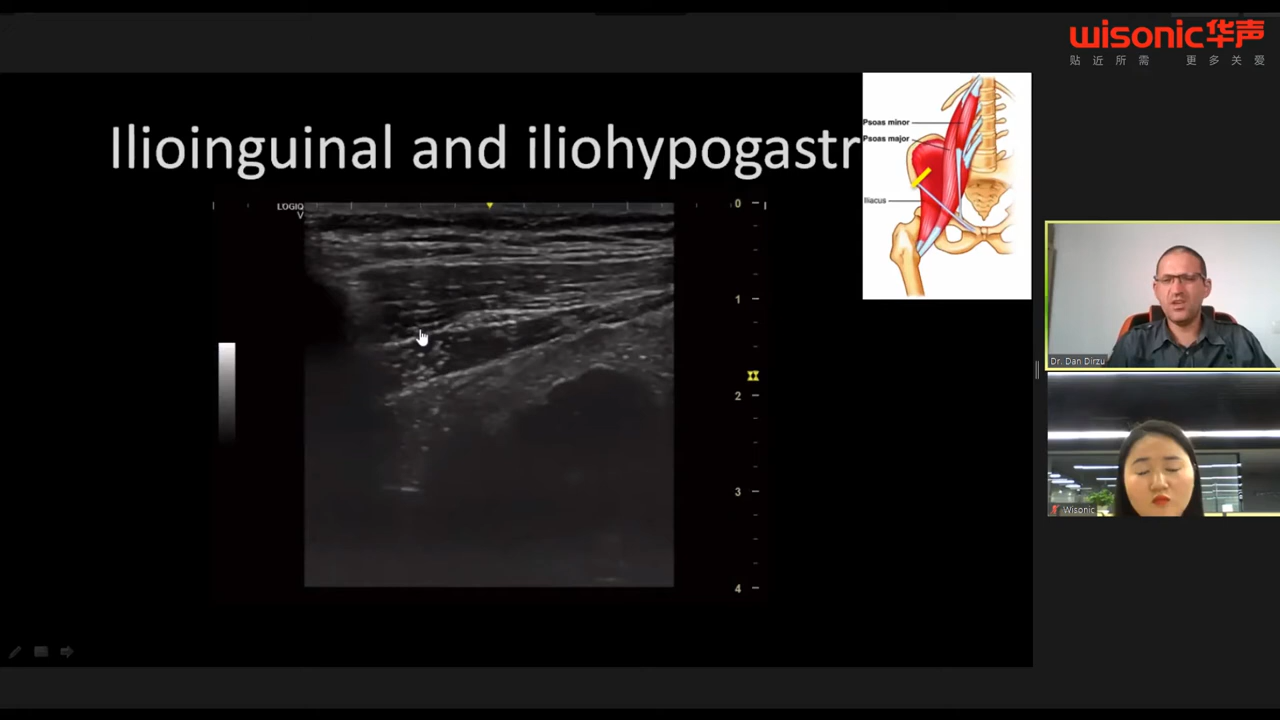 wisonic华声
贴近所需 更多关爱
Ilioinguinal and iliohypogastr
Psoas minor
Psoas major
Iliacus
LOGIQ
V
0
1
2
3
4
Dr. Dan Dirzu
Wisonic